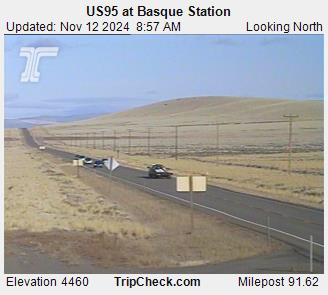 US95 at Basque Station
Updated: Nov 12 2024  8:57 AM Looking North
Elevation 4460 TripCheck.com Milepost 91.62